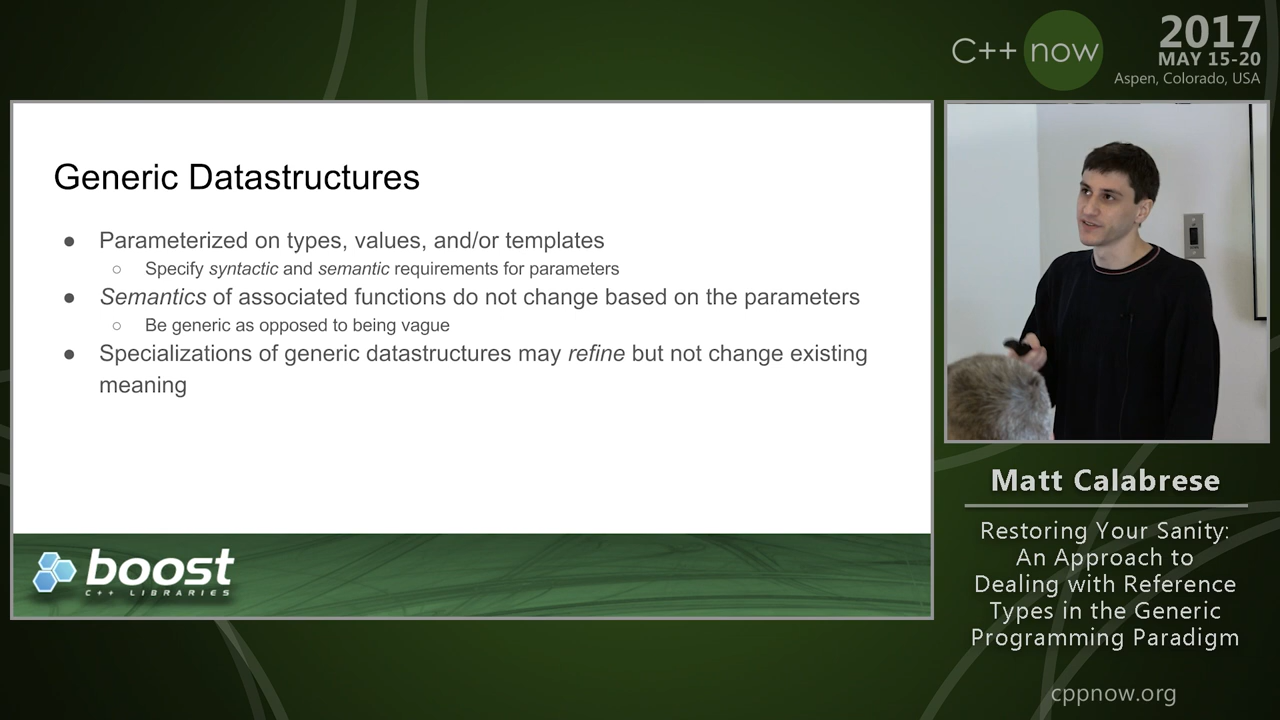 C++ now
2017
MAY 15-20
Aspen, Colorado, USA
Generic Datastructures
● Parameterized on types, values, and/or templates
○ Specify syntactic and semantic requirements for parameters
● Semantics of associated functions do not change based on the parameters
○ Be generic as opposed to being vague
● Specializations of generic datastructures may refine but not change existing
meaning
boost
C++ LIBRARIES
Matt Calabrese
Restoring Your Sanity:
An Approach to
Dealing with Reference
Types in the Generic
Programming Paradigm
cppnow.org